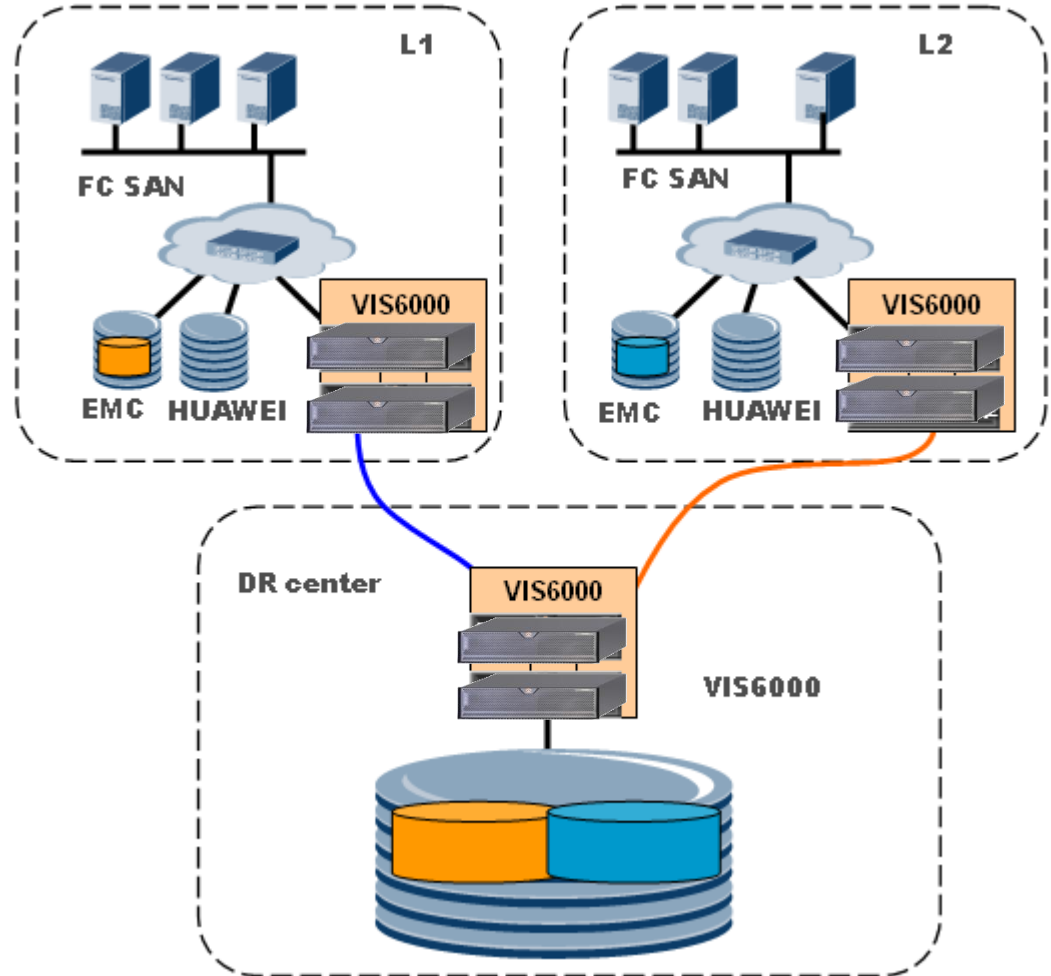 L1
FC SAN
VIS6000
EMC
HUAWEI
L2
FC SAN
VIS6000
EMC
HUAWEI
DR center
VIS6000
VIS6000